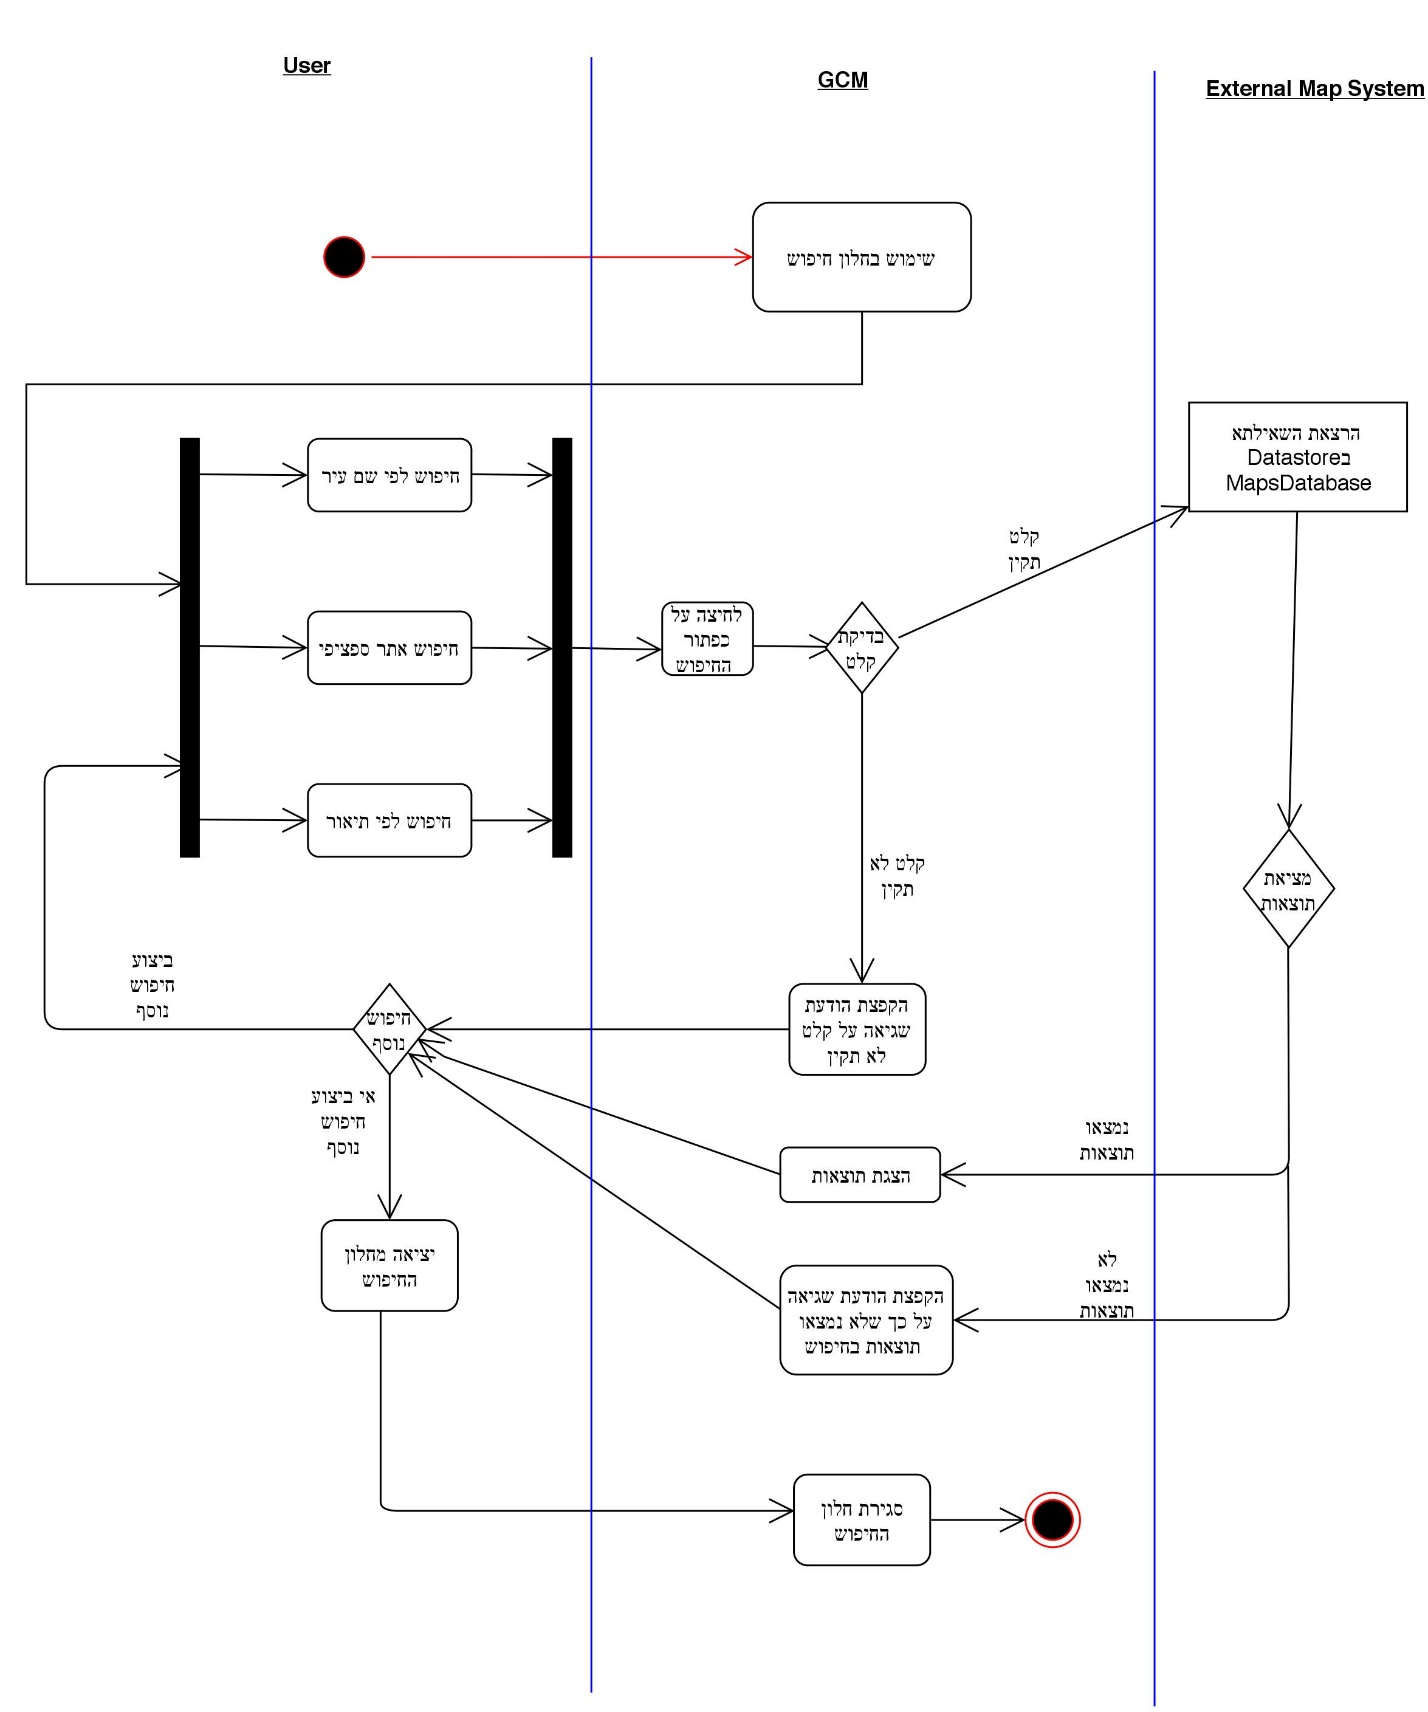 User
GCM
External Map System
שימוש בחלון חיפוש
הרצאת השאילתא
בDatastore
MapsDatabase
חיפוש לפי שם עיר
קלט
תקין
לחיצה על
כפתור
החיפוש
בדיקת
קלט
חיפוש אתר ספציפי
חיפוש לפי תיאור
קלט לא
תקין
מציאת
תוצאות
ביצוע
חיפוש
נוסף
חיפוש
נוסף
הקפצת הודעת
שגיאה על קלט
לא תקין
אי ביצוע
חיפוש
נוסף
נמצאו
תוצאות
הצגת תוצאות
יציאה מחלון
החיפוש
לא
נמצאו
תוצאות
הקפצת הודעת שגיאה
על כך שלא נמצאו
תוצאות בחיפוש
סגירת חלון
החיפוש